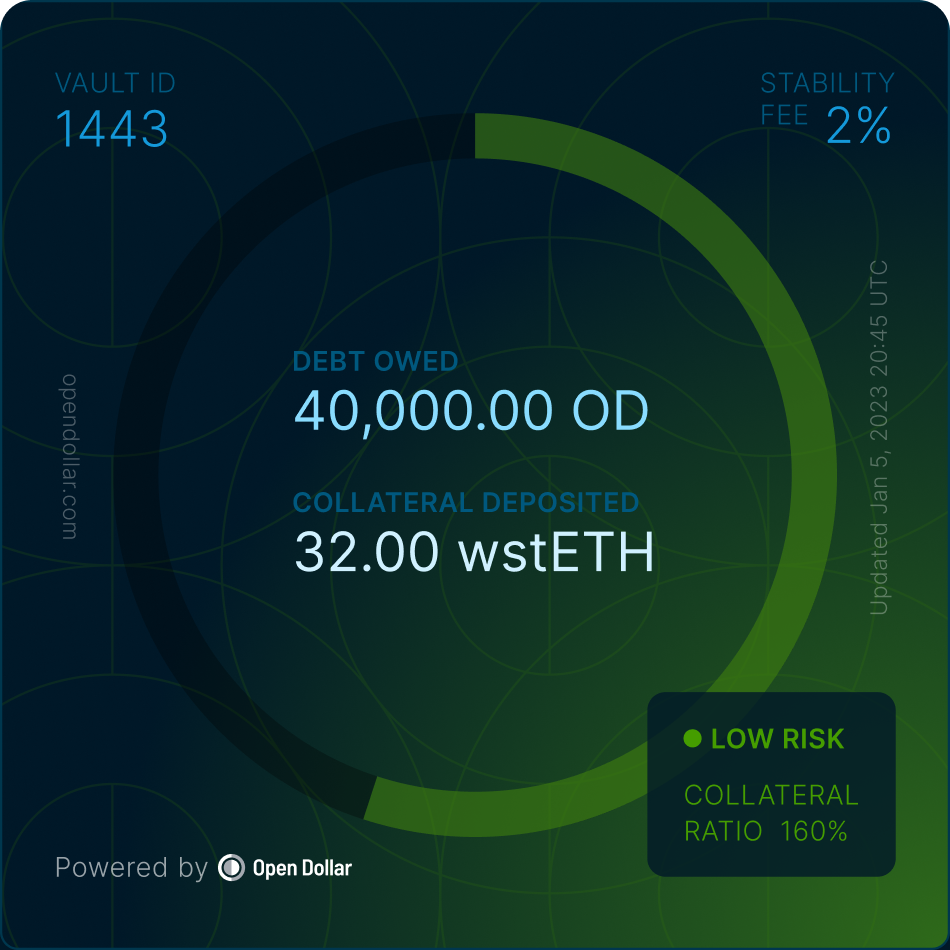 VAULT ID
1443
STABILITY
FEE 2%
DEBT OWED
40,000.00 OD
COLLATERAL DEPOSITED
32.00 wstETH
opendollar.com
Updated Jan 5, 2023 20:45 UTC
LOW RISK
COLLATERAL
RATIO 160%
Powered by Open Dollar